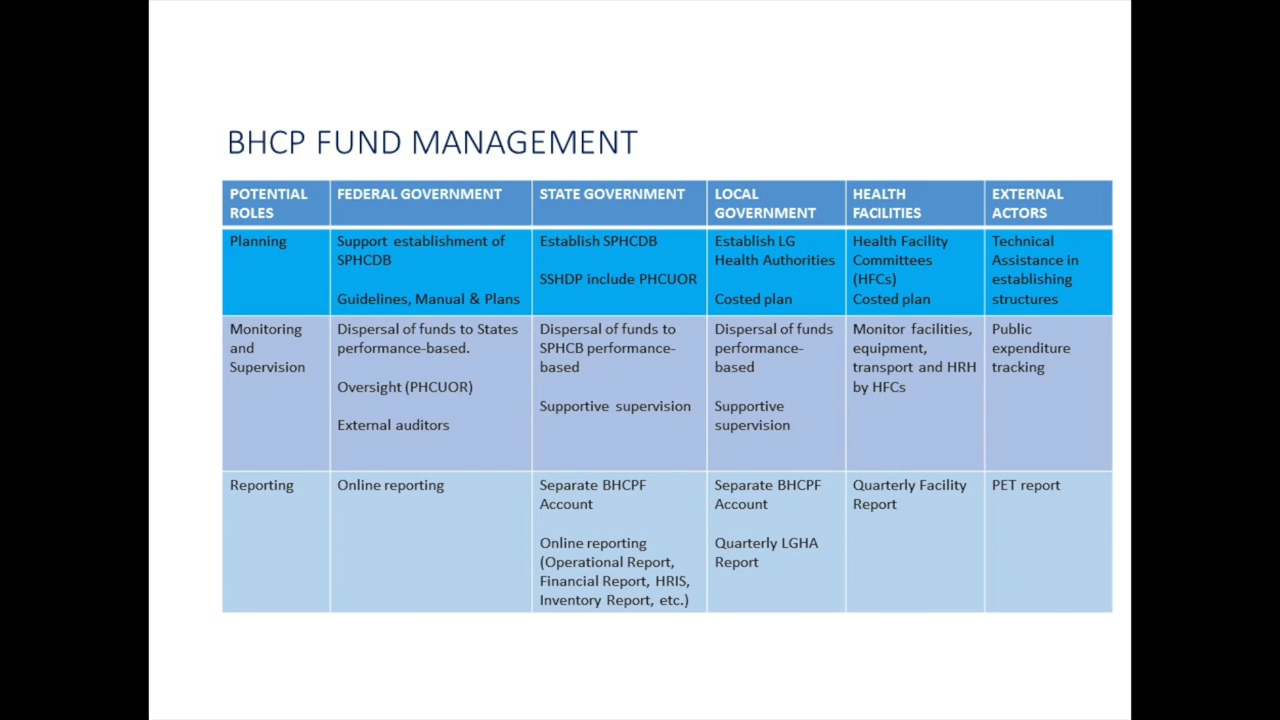 BHCP FUND MANAGEMENT
POTENTIAL
ROLES
FEDERAL GOVERNMENT
STATE GOVERNMENT
LOCAL
GOVERNMENT
HEALTH
FACILITIES
EXTERNAL
ACTORS
Planning
Support establishment of
SPHCDB
Guidelines, Manual & Plans
Establish SPHCDB
SSHDP include PHCUOR
Establish LG
Health Authorities
Costed plan
Health Facility
Committees
(HFCs)
Costed plan
Technical
Assistance in
establishing
structures
Monitoring
and
Supervision
Dispersal of funds to States
performance-based.
Oversight (PHCUOR)
External auditors
Dispersal of funds to
SPHCB performance-
based
Supportive supervision
Dispersal of funds
performance-
based
Supportive
supervision
Monitor facilities,
equipment,
transport and HRH
by HFCs
Public
expenditure
tracking
Reporting
Online reporting
Separate BHCPF
Account
Online reporting
(Operational Report,
Financial Report, HRIS,
Inventory Report, etc.)
Separate BHCPF
Account
Quarterly LGHA
Report
Quarterly Facility
Report
PET report